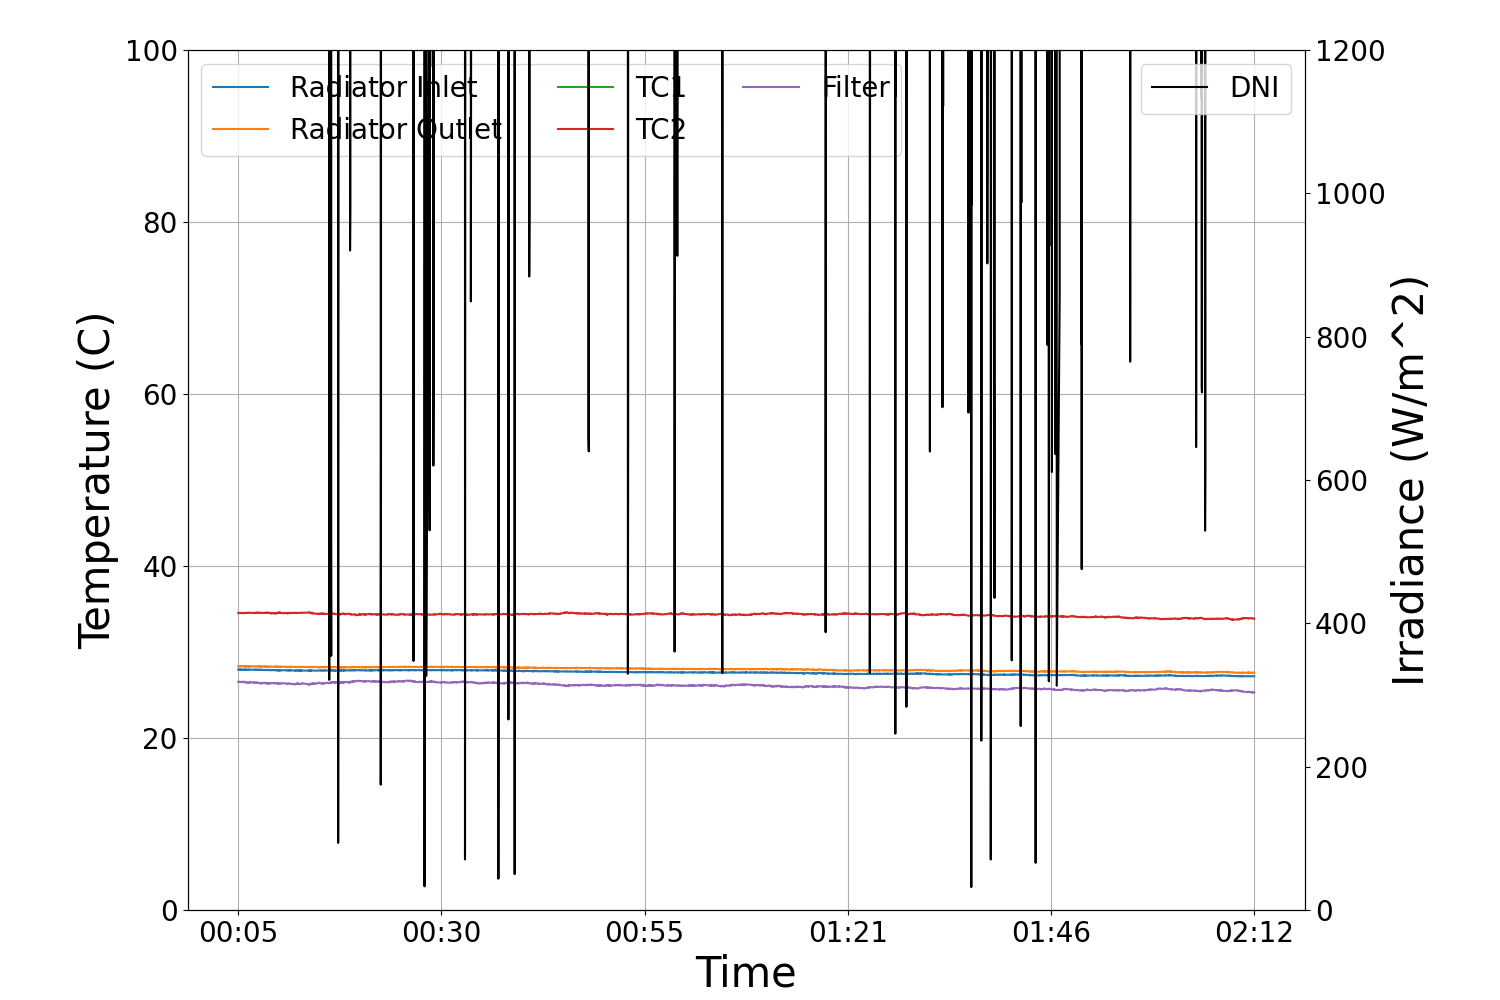 100
80
60
40
20
0
Temperature (C)
Radiator Inlet
Radiator Outlet
TC1
TC2
Filter
DNI
1200
1000
800
600
400
200
0
Irradiance (W/m^2)
00:05 00:30 00:55 01:21 01:46 02:12
Time